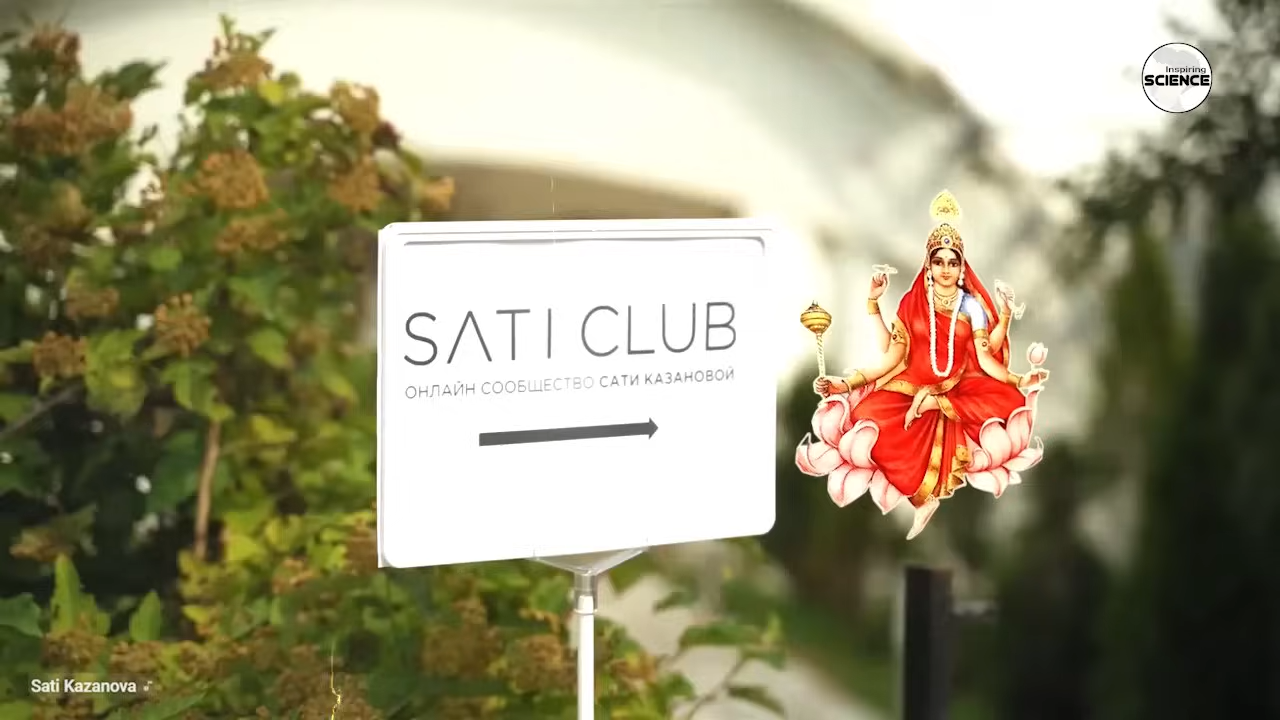 Inspiring
SCIENCE
SATI CLUB
ОНЛАЙН СООБЩЕСТВО САТИ КАЗАНОВОЙ
Sati Kazanova